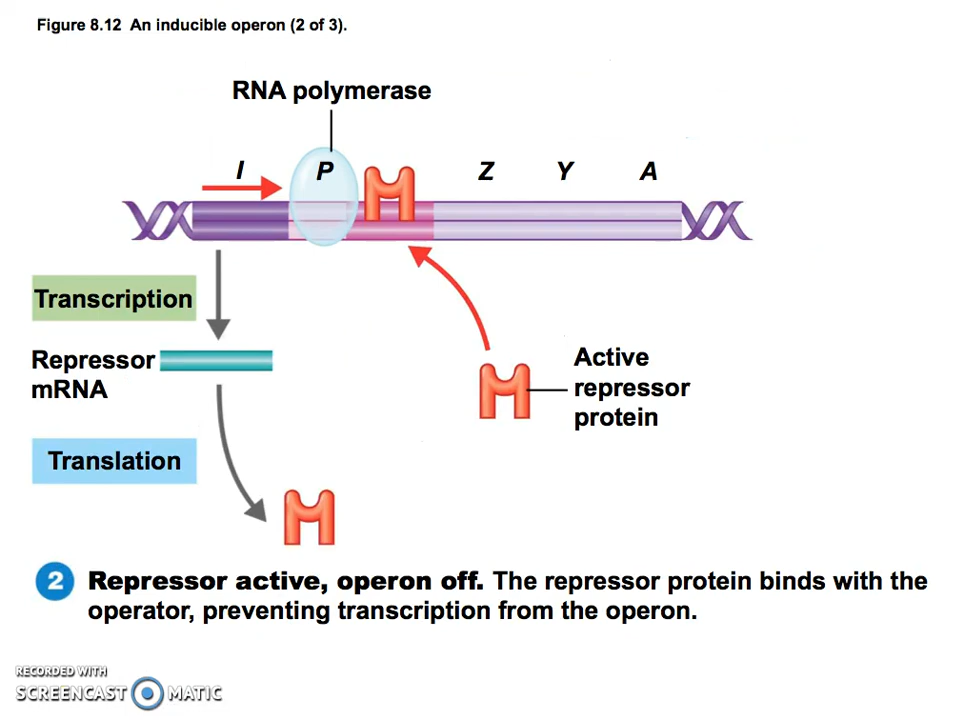 Figure 8.12 An inducible operon (2 of 3).
RNA polymerase
I P Z Y A
Transcription
Repressor
mRNA
Active
repressor
protein
Translation
2 Repressor active, operon off. The repressor protein binds with the
operator, preventing transcription from the operon.
RECORDED WITH
SCREENCAST MATIC